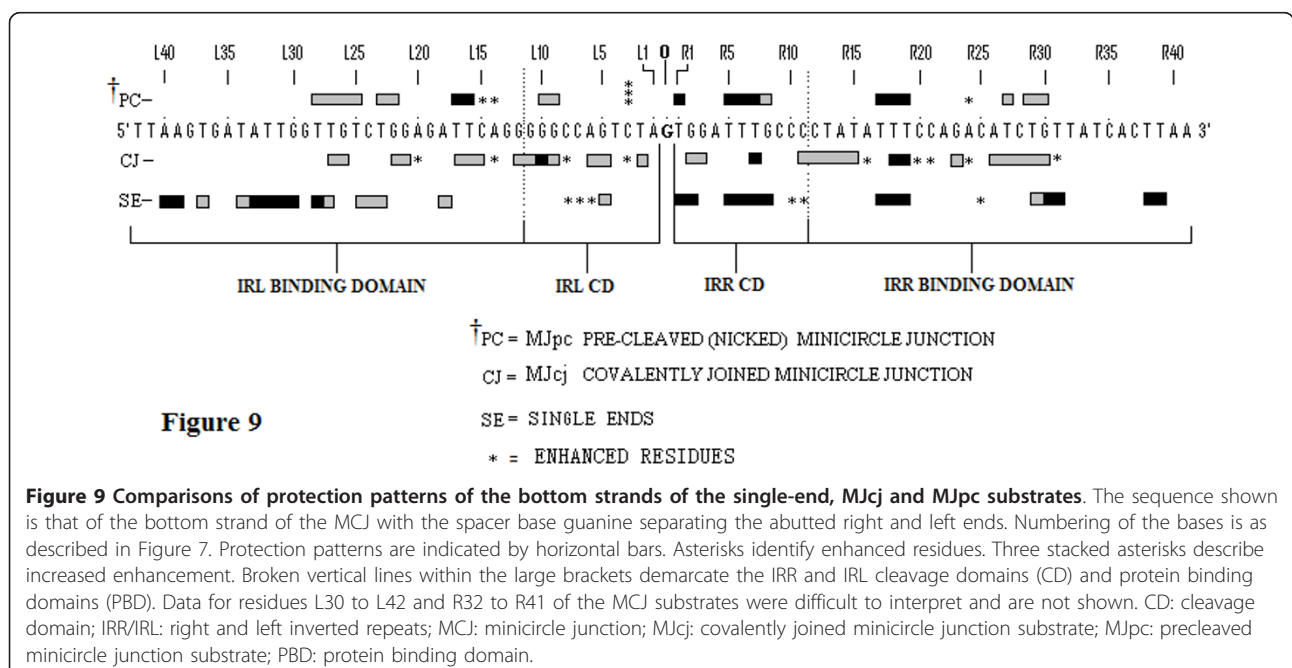 L40 L35 L30 L25 L20 L15 L10 L5 L1 0 R1 R5 R10 R15 R20 R25 R30 R35 R40
†PC– * * * * * *
5' TTAAGTGATATTGGTTGTCTGGAGATTCAGGGGGCCAGTCTAGTGGATTTGCCCCTATATTTCCAGACATCTGTTATCACTTAA 3'
CJ – * * * * * * * * *
SE– * * * * * *
IRL BINDING DOMAIN IRL CD IRR CD IRR BINDING DOMAIN
†PC = MJpc PRE-CLEAVED (NICKED) MINICIRCLE JUNCTION
CJ = MJcj COVALENTLY JOINED MINICIRCLE JUNCTION
Figure 9 SE = SINGLE ENDS
* = ENHANCED RESIDUES
Figure 9 Comparisons of protection patterns of the bottom strands of the single-end, MJcj and MJpc substrates. The sequence shown
is that of the bottom strand of the MCJ with the spacer base guanine separating the abutted right and left ends. Numbering of the bases is as
described in Figure 7. Protection patterns are indicated by horizontal bars. Asterisks identify enhanced residues. Three stacked asterisks describe
increased enhancement. Broken vertical lines within the large brackets demarcate the IRR and IRL cleavage domains (CD) and protein binding
domains (PBD). Data for residues L30 to L42 and R32 to R41 of the MCJ substrates were difficult to interpret and are not shown. CD: cleavage
domain; IRR/IRL: right and left inverted repeats; MCJ: minicircle junction; MJcj: covalently joined minicircle junction substrate; MJpc: precleaved
minicircle junction substrate; PBD: protein binding domain.